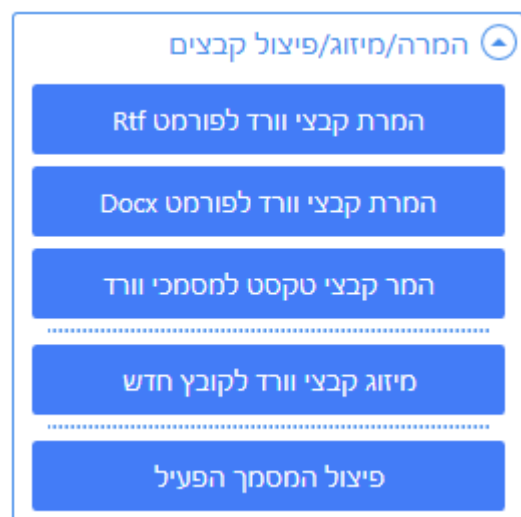 המרה/מיזוג/פיצול קבצים
המרת קבצי וורד לפורמט Rtf
המרת קבצי וורד לפורמט Docx
המר קבצי טקסט למסמכי וורד
מיזוג קבצי וורד לקובץ חדש
פיצול המסמך הפעיל